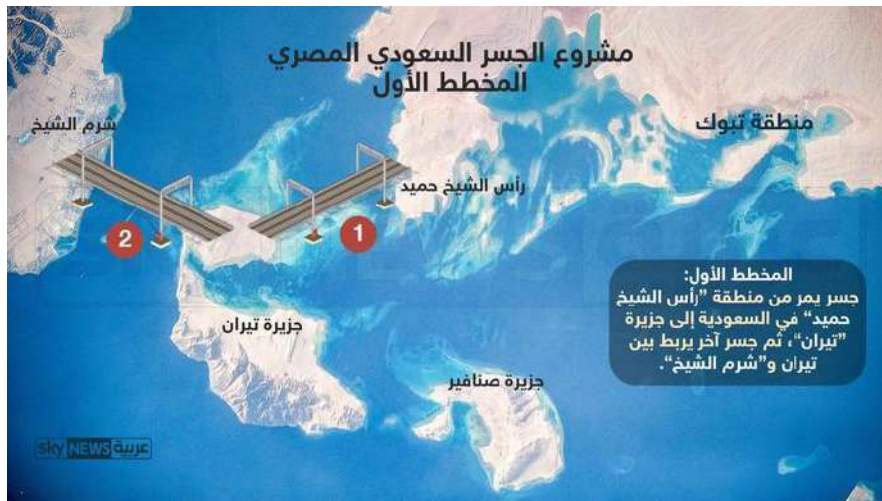 مشروع الجسر السعودي المصري
المخطط الأول
شرم الشيخ
منطقة تبوك
رأس الشيخ حميد
1
2
المخطط الأول:
جسر يمر من منطقة "رأس الشيخ
حميد" في السعودية إلى جزيرة
"تيران"، ثم جسر آخر يربط بين
تيران و"شرم الشيخ".
جزيرة تيران
جزيرة صنافير
sky NEWS عربية